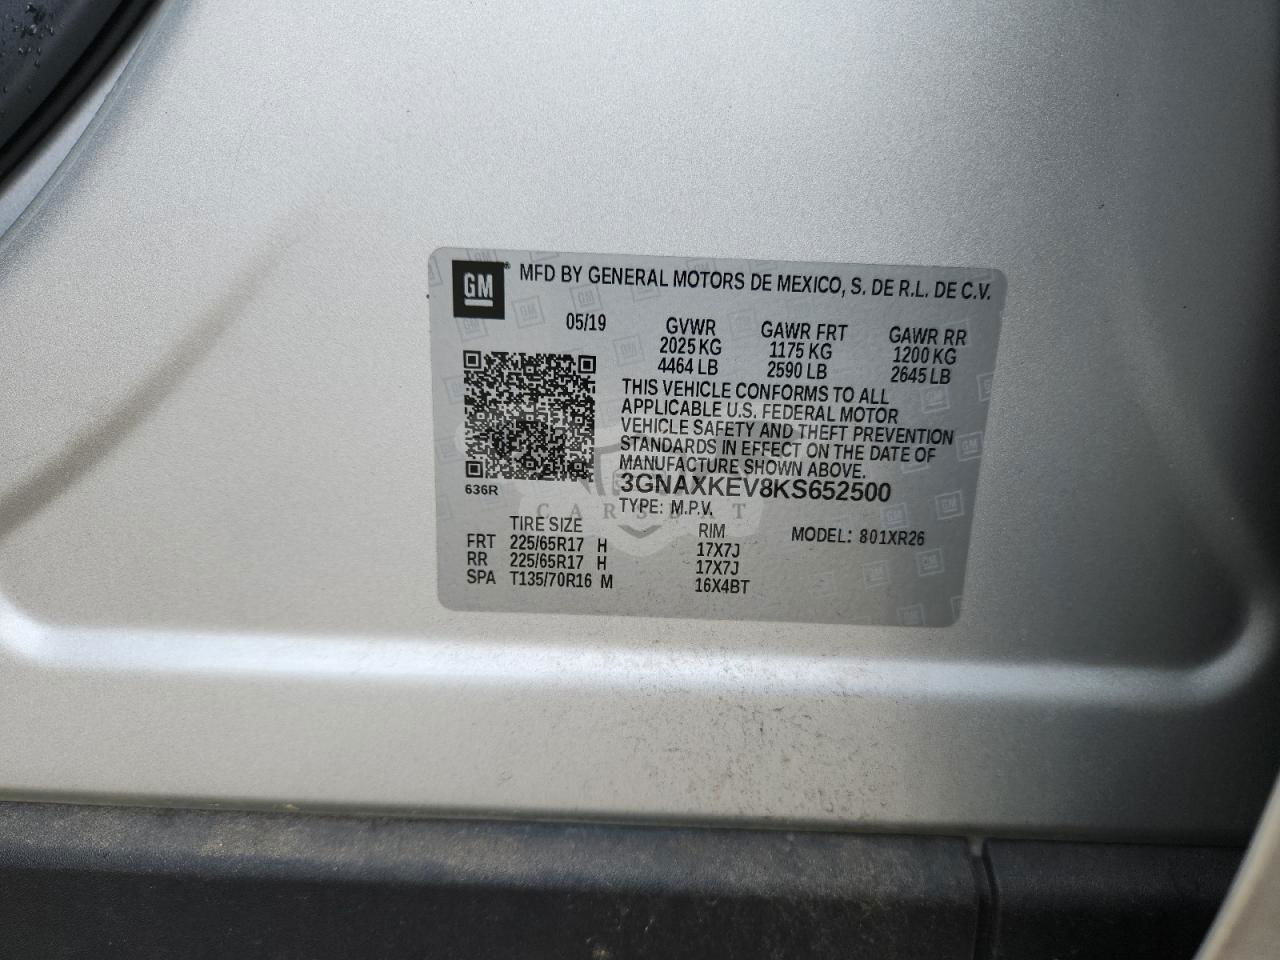 GM ® MFD BY GENERAL MOTORS DE MEXICO, S. DE R.L. DE C.V.
05/19 GVWR GAWR FRT GAWR RR
2025 KG 1175 KG 1200 KG
4464 LB 2590 LB 2645 LB
THIS VEHICLE CONFORMS TO ALL
APPLICABLE U.S. FEDERAL MOTOR
VEHICLE SAFETY AND THEFT PREVENTION
STANDARDS IN EFFECT ON THE DATE OF
MANUFACTURE SHOWN ABOVE.
636R
3GNAXKEV8KS652500
TYPE: M.P.V.
TIRE SIZE RIM MODEL: 801XR26
FRT 225/65R17 H 17X7J
RR 225/65R17 H 17X7J
SPA T135/70R16 M 16X4BT